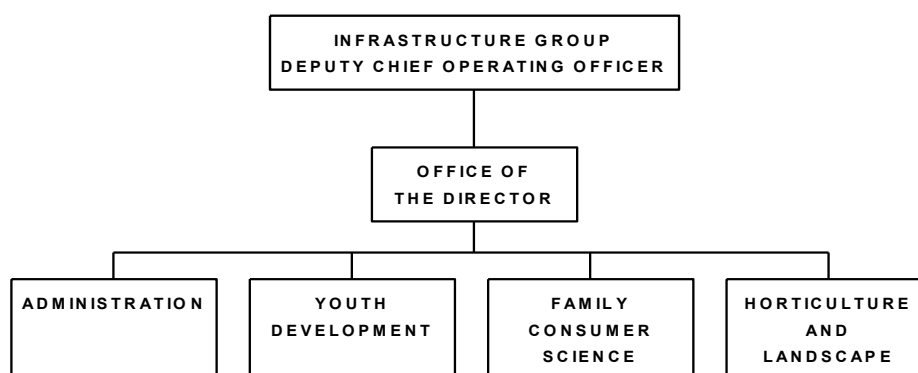 INFRASTRUCTURE GROUP
DEPUTY CHIEF OPERATING OFFICER
OFFICE OF
THE DIRECTOR
ADMINISTRATION
YOUTH
DEVELOPMENT
FAMILY
CONSUMER
SCIENCE
HORTICULTURE
AND
LANDSCAPE